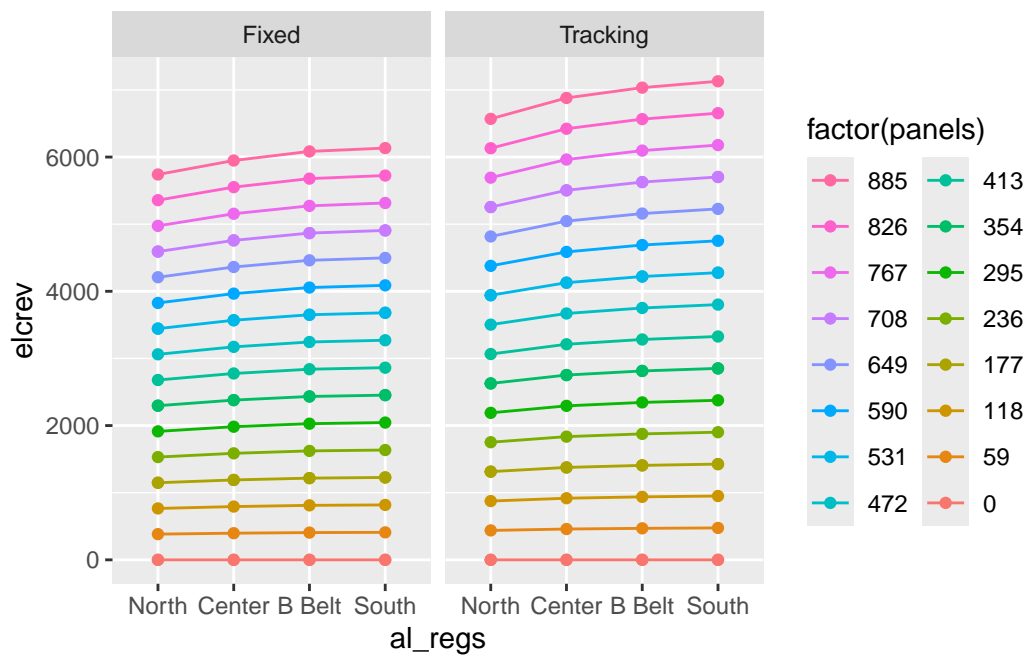 Fixed
Tracking
elcrev
6000
4000
2000
0
North Center B Belt South
North Center B Belt South
al_regs
factor(panels)
885 413
826 354
767 295
708 236
649 177
590 118
531 59
472 0